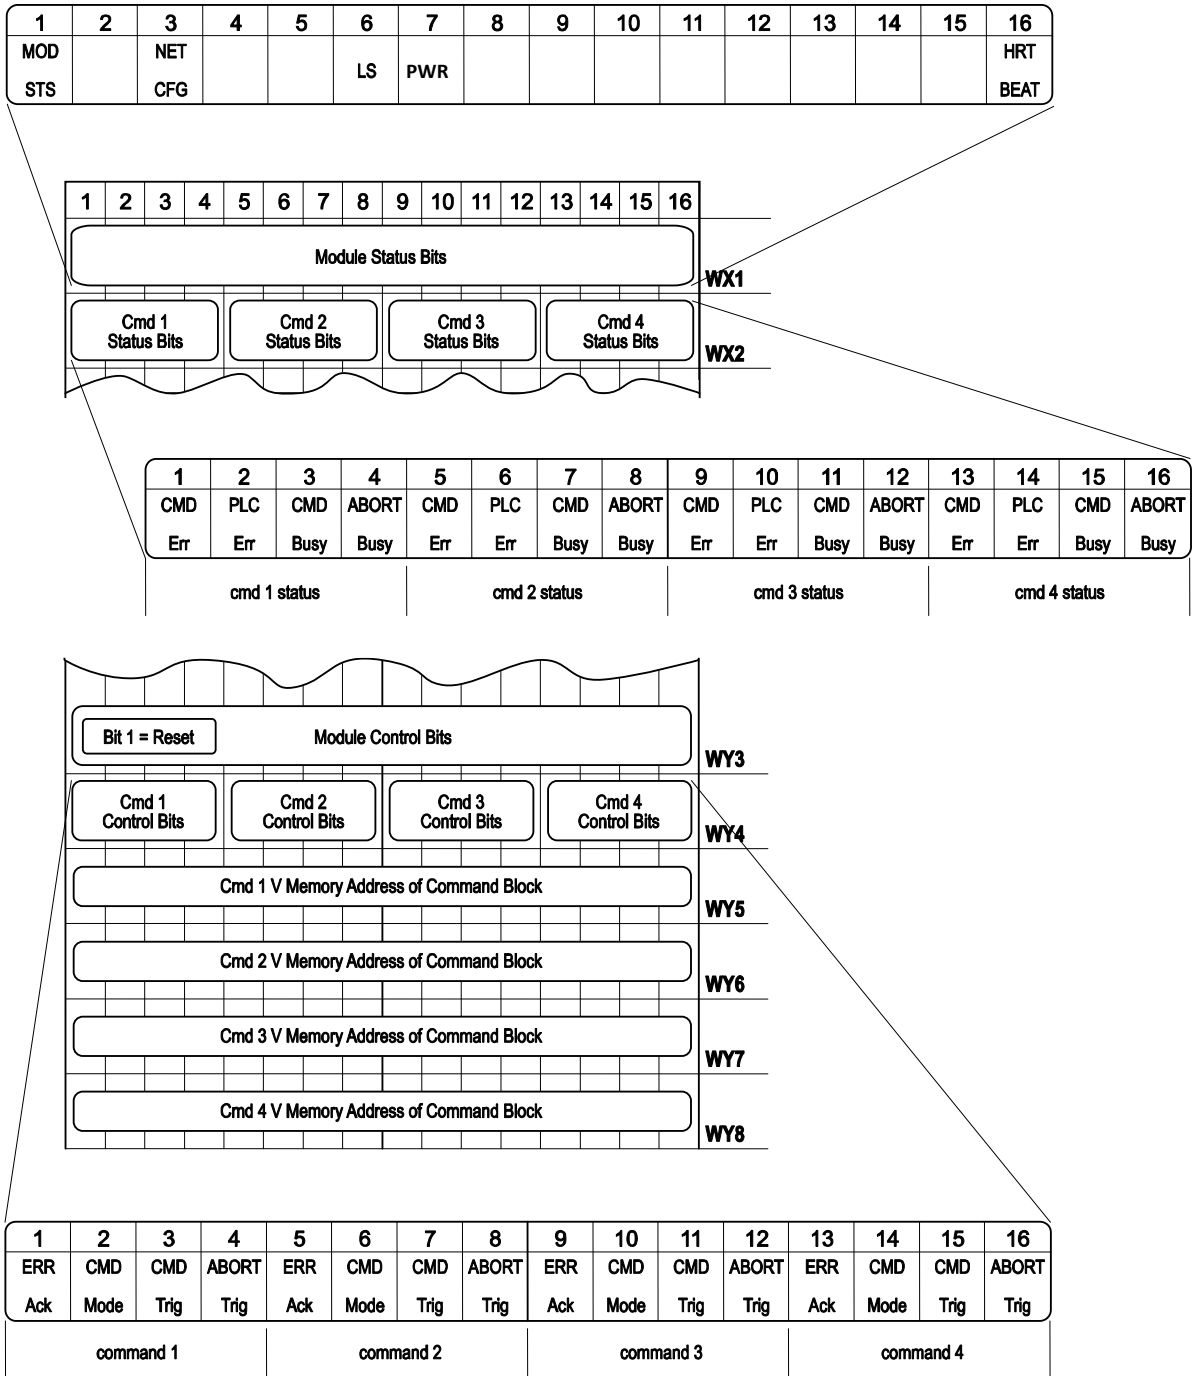 1 2 3 4 5 6 7 8 9 10 11 12 13 14 15 16
MOD NET HRT
LS PWR
STS CFG BEAT
1 2 3 4 5 6 7 8 9 10 11 12 13 14 15 16
Module Status Bits
WX1
Cmd 1 Cmd 2 Cmd 3 Cmd 4
Status Bits Status Bits Status Bits Status Bits
WX2
1 2 3 4 5 6 7 8 9 10 11 12 13 14 15 16
CMD PLC CMD ABORT CMD PLC CMD ABORT CMD PLC CMD ABORT CMD PLC CMD ABORT
Err Err Busy Busy Err Err Busy Busy Err Err Busy Busy Err Err Busy Busy
cmd 1 status cmd 2 status cmd 3 status cmd 4 status
Bit 1 = Reset Module Control Bits
WY3
Cmd 1 Cmd 2 Cmd 3 Cmd 4
Control Bits Control Bits Control Bits Control Bits
WY4
Cmd 1 V Memory Address of Command Block
WY5
Cmd 2 V Memory Address of Command Block
WY6
Cmd 3 V Memory Address of Command Block
WY7
Cmd 4 V Memory Address of Command Block
WY8
1 2 3 4 5 6 7 8 9 10 11 12 13 14 15 16
ERR CMD CMD ABORT ERR CMD CMD ABORT ERR CMD CMD ABORT ERR CMD CMD ABORT
Ack Mode Trig Trig Ack Mode Trig Trig Ack Mode Trig Trig Ack Mode Trig Trig
command 1 command 2 command 3 command 4